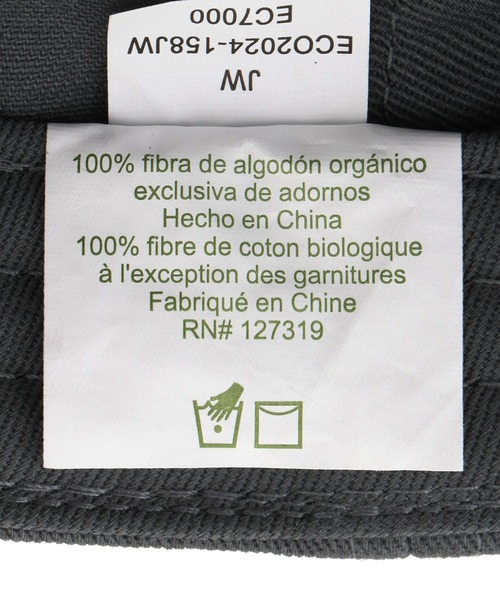 JW
ECO2024-158JW
EC7000
100% fibra de algodón orgánico
exclusiva de adornos
Hecho en China
100% fibre de coton biologique
à l'exception des garnitures
Fabriqué en Chine
RN# 127319